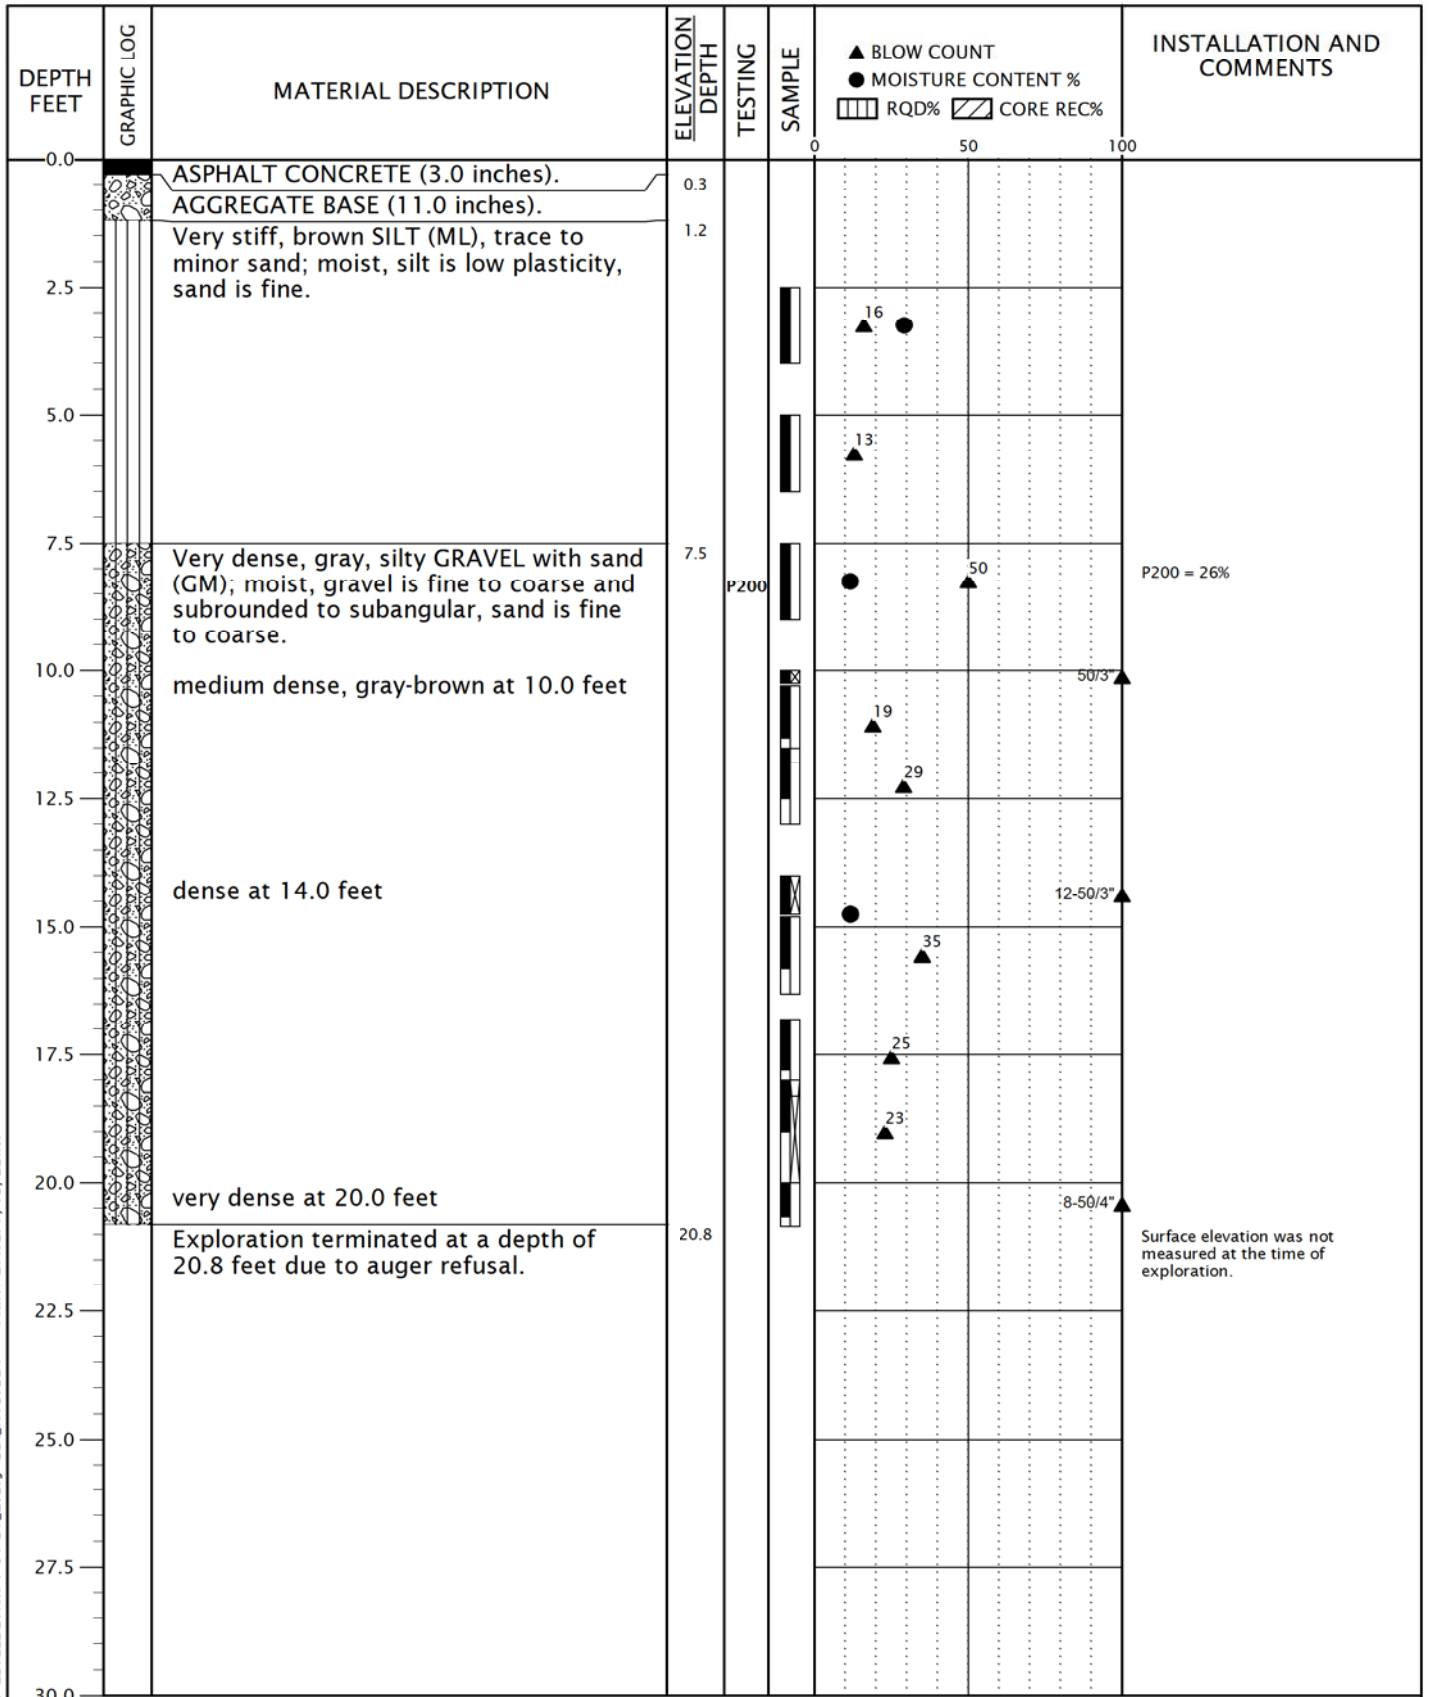 DEPTH
FEET
GRAPHIC LOG
MATERIAL DESCRIPTION
ELEVATION
DEPTH
TESTING
SAMPLE
▲ BLOW COUNT
● MOISTURE CONTENT %
RQD% CORE REC%
0 50 100
INSTALLATION AND
COMMENTS
0.0
ASPHALT CONCRETE (3.0 inches).
0.3
AGGREGATE BASE (11.0 inches).
1.2
Very stiff, brown SILT (ML), trace to
minor sand; moist, silt is low plasticity,
sand is fine.
2.5
16
5.0
13
7.5
Very dense, gray, silty GRAVEL with sand
(GM); moist, gravel is fine to coarse and
subrounded to subangular, sand is fine
to coarse.
7.5
P200
50
P200 = 26%
10.0
medium dense, gray-brown at 10.0 feet
50/3"
19
29
12.5
dense at 14.0 feet
12-50/3"
15.0
35
17.5
25
23
20.0
very dense at 20.0 feet
8-50/4"
Exploration terminated at a depth of
20.8 feet due to auger refusal.
20.8
Surface elevation was not
measured at the time of
exploration.
22.5
25.0
27.5
30.0